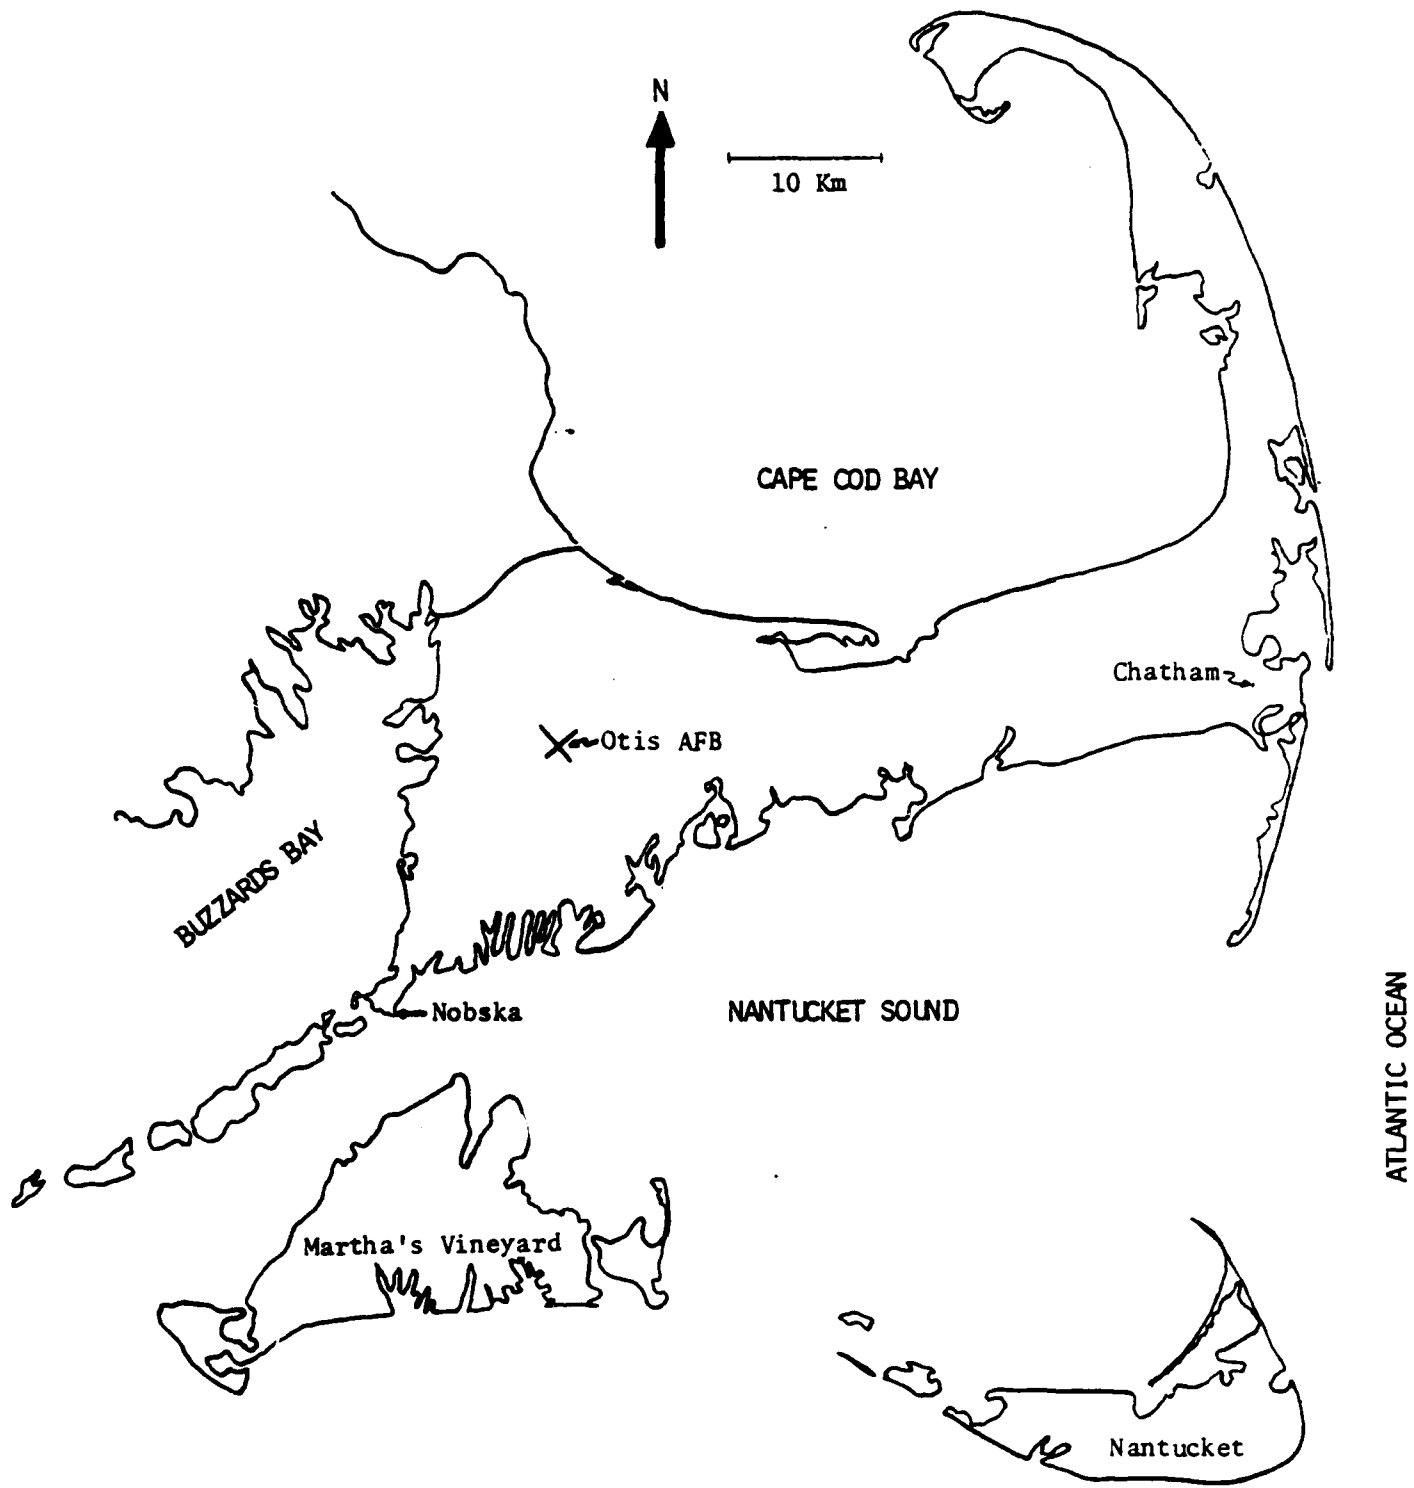 N
10 Km
CAPE COD BAY
Chatham
Otis AFB
BUZZARDS BAY
Nobska
NANTUCKET SOUND
ATLANTIC OCEAN
Martha's Vineyard
Nantucket